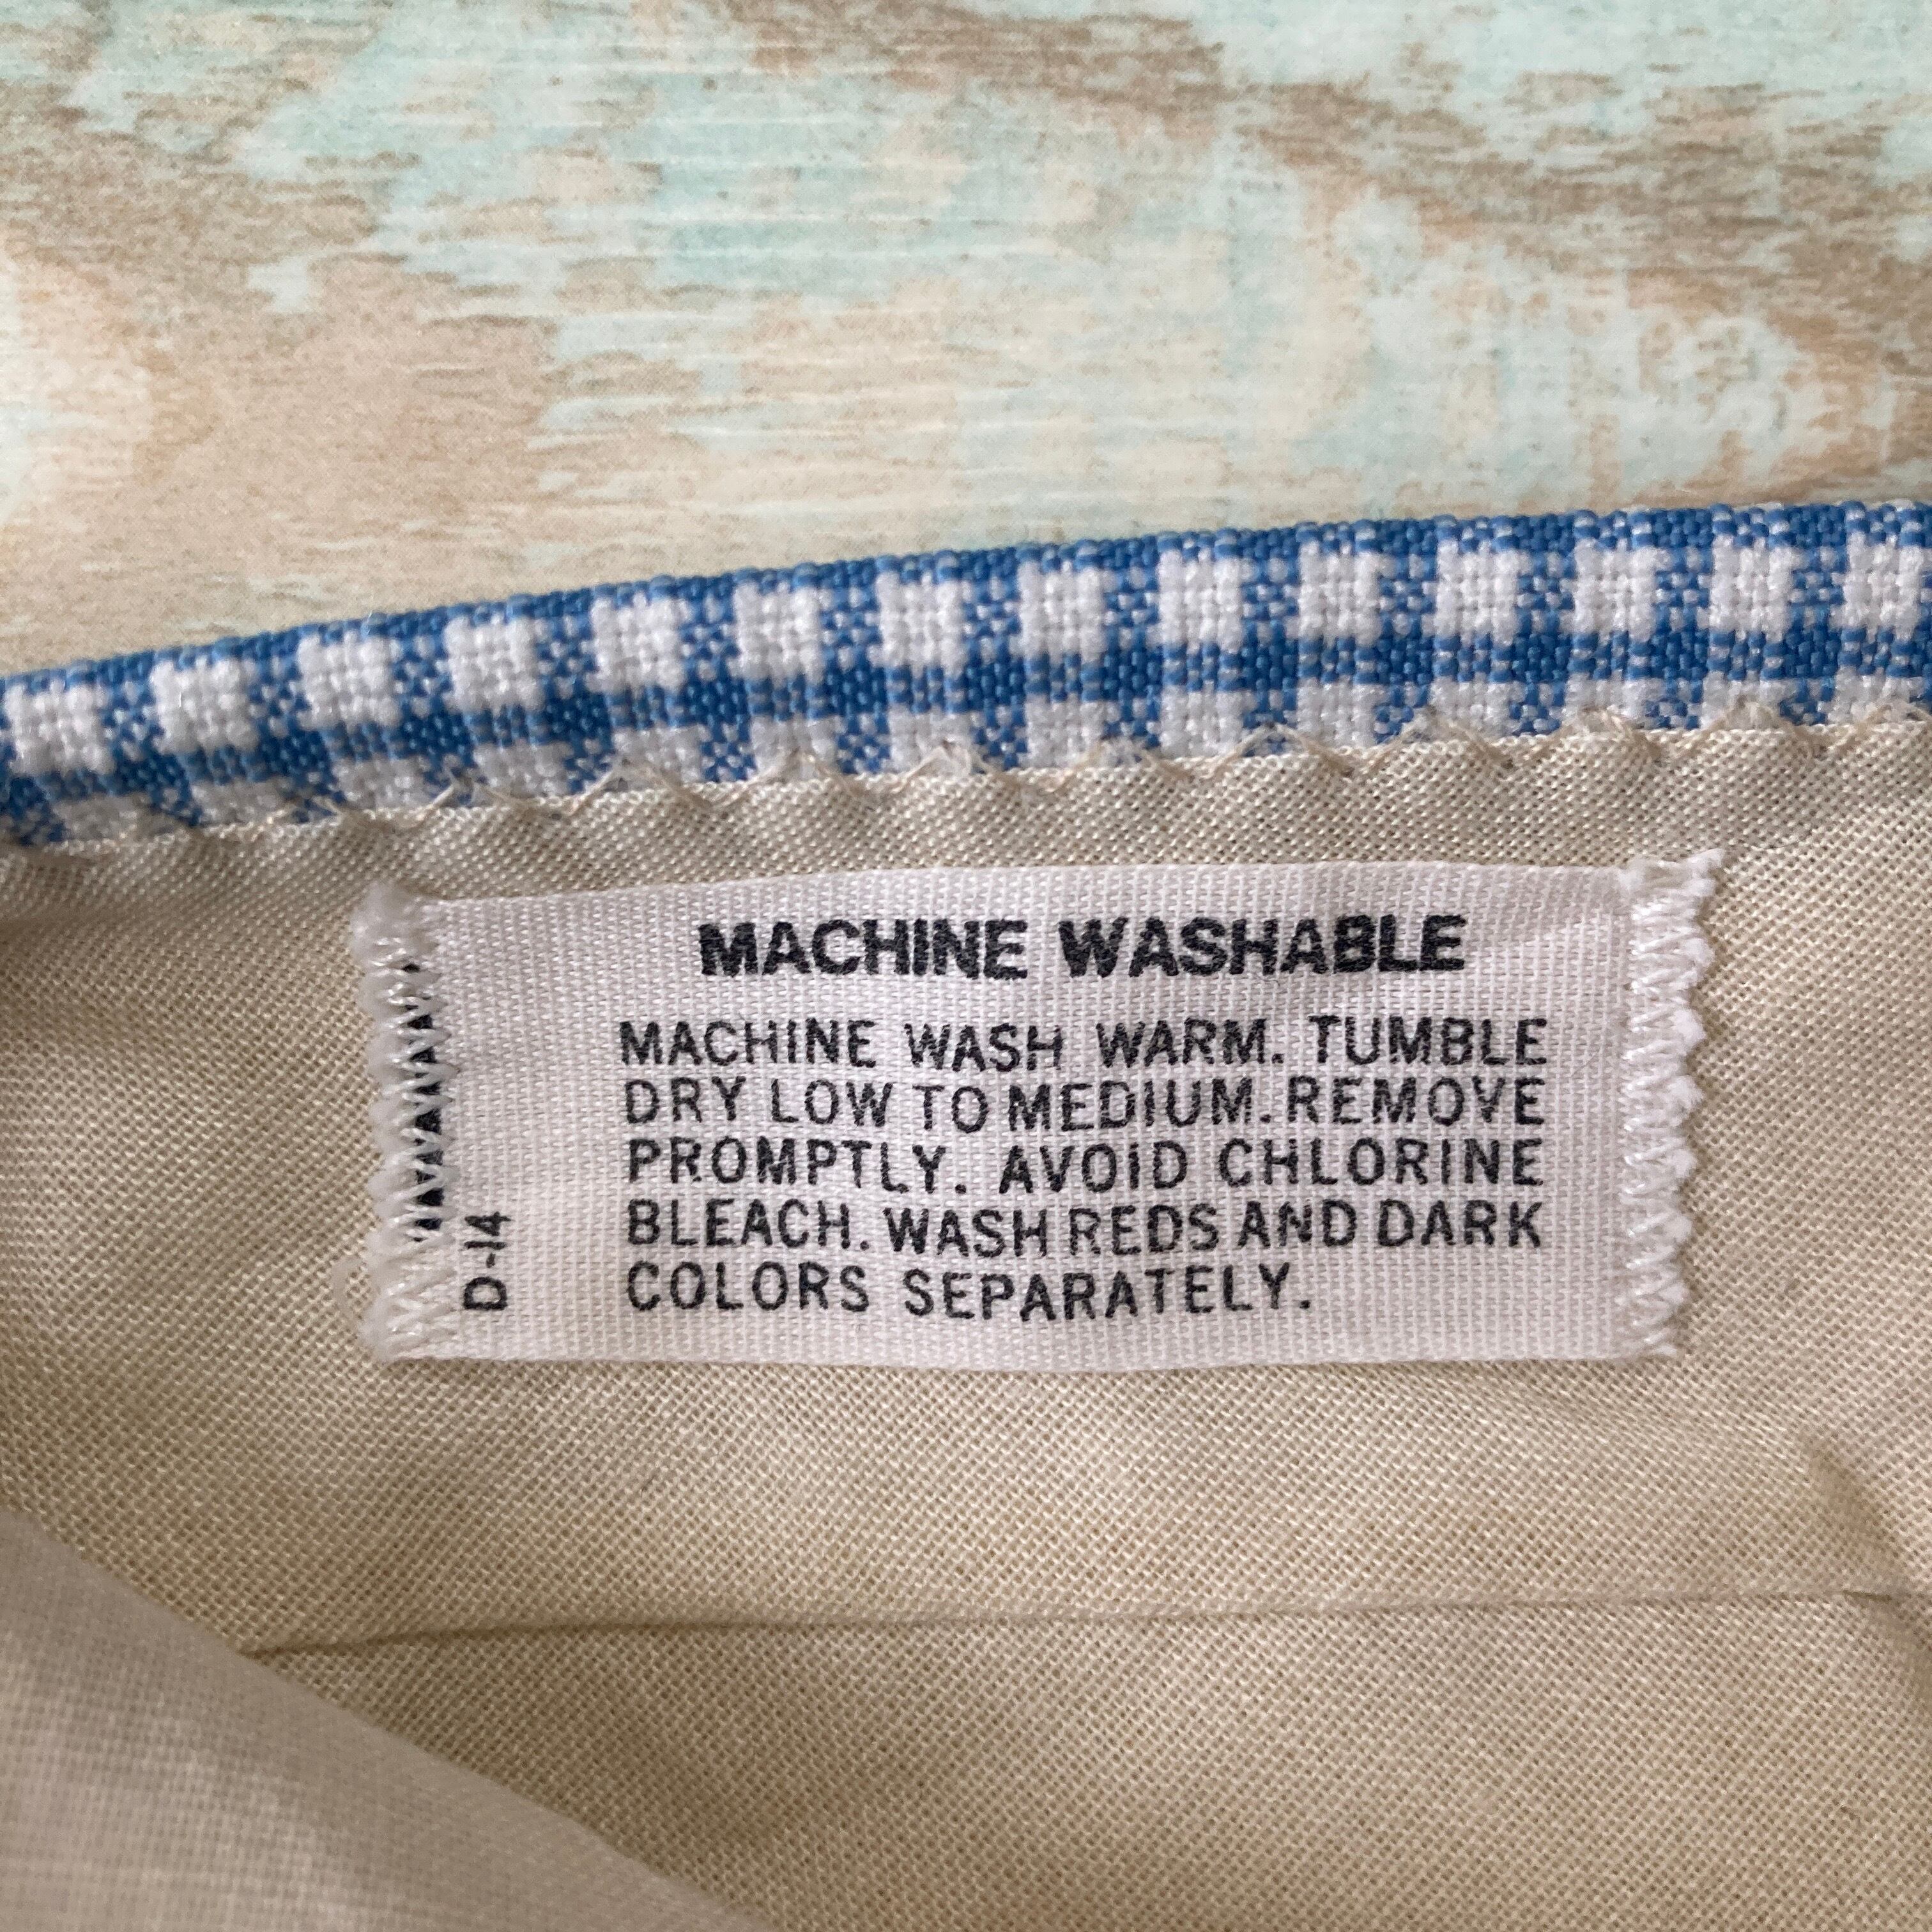 MACHINE WASHABLE
MACHINE WASH WARM. TUMBLE
DRY LOW TO MEDIUM. REMOVE
PROMPTLY. AVOID CHLORINE
BLEACH. WASH REDS AND DARK
COLORS SEPARATELY.
D-14